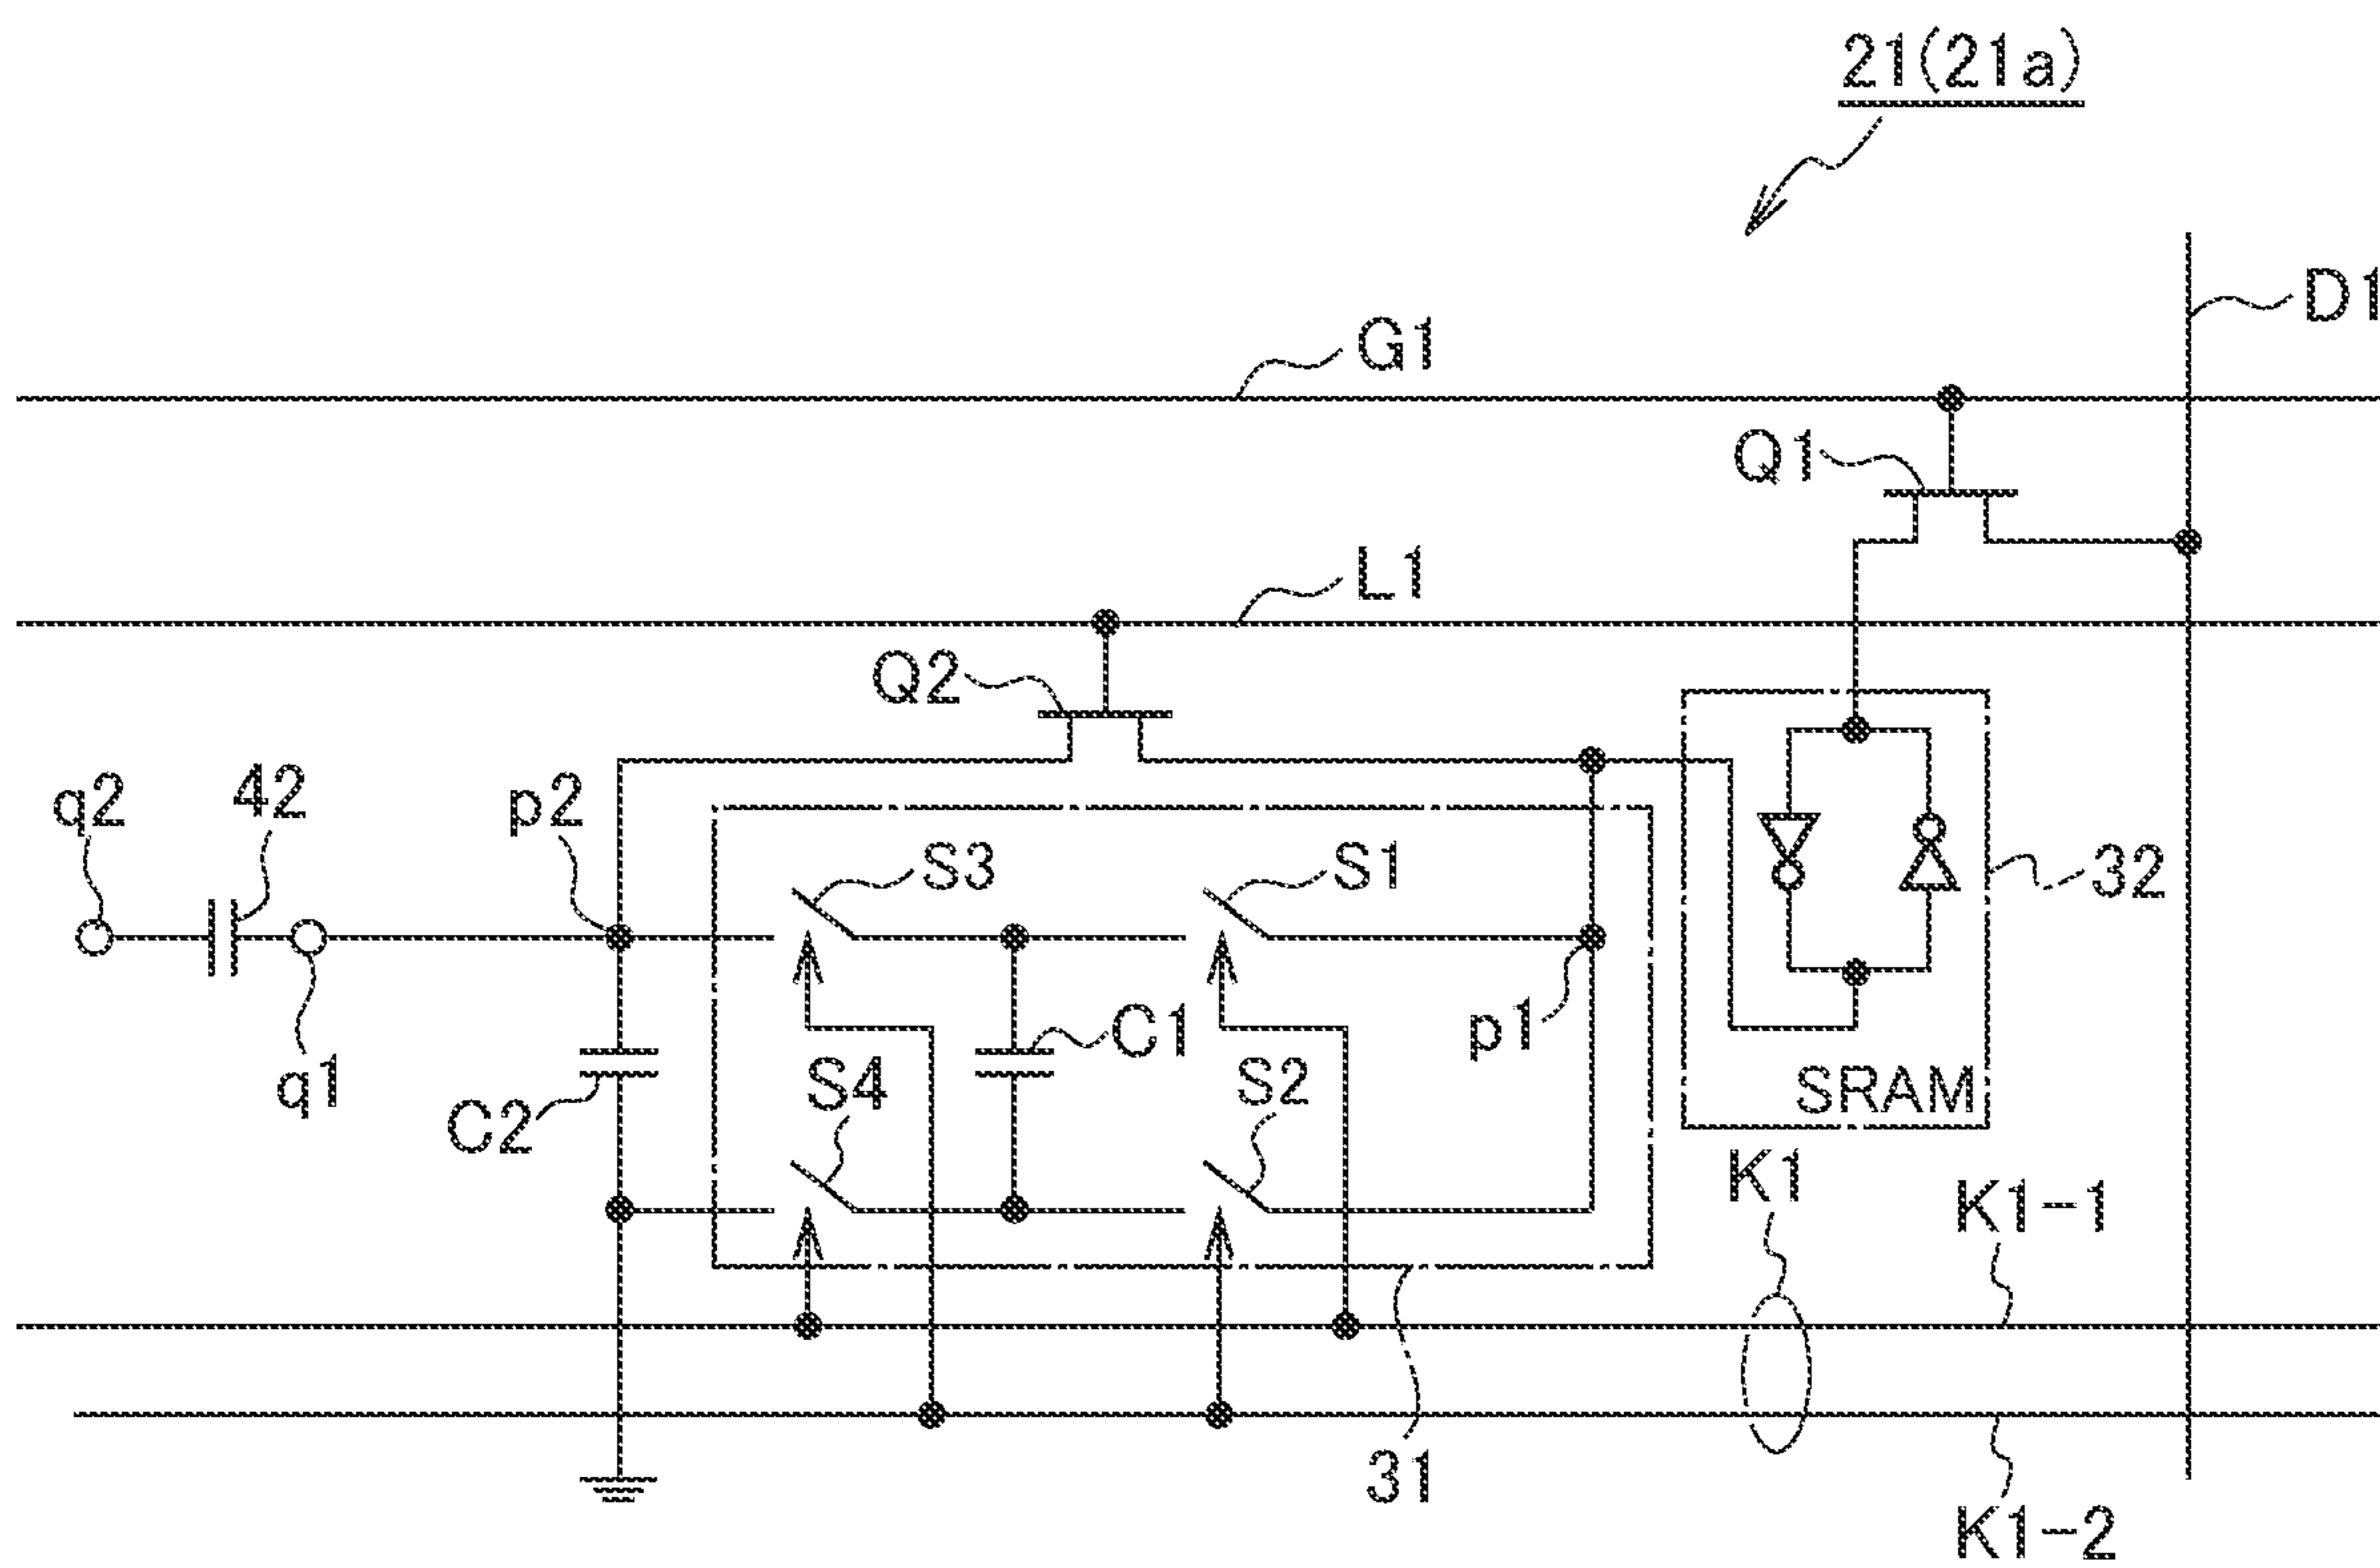 21(21a)
D1
G1
Q1
L1
Q2
q2
42
p2
S3
S1
32
C1
p1
q1
S4
S2
SRAM
C2
K1
K1-1
31
K1-2